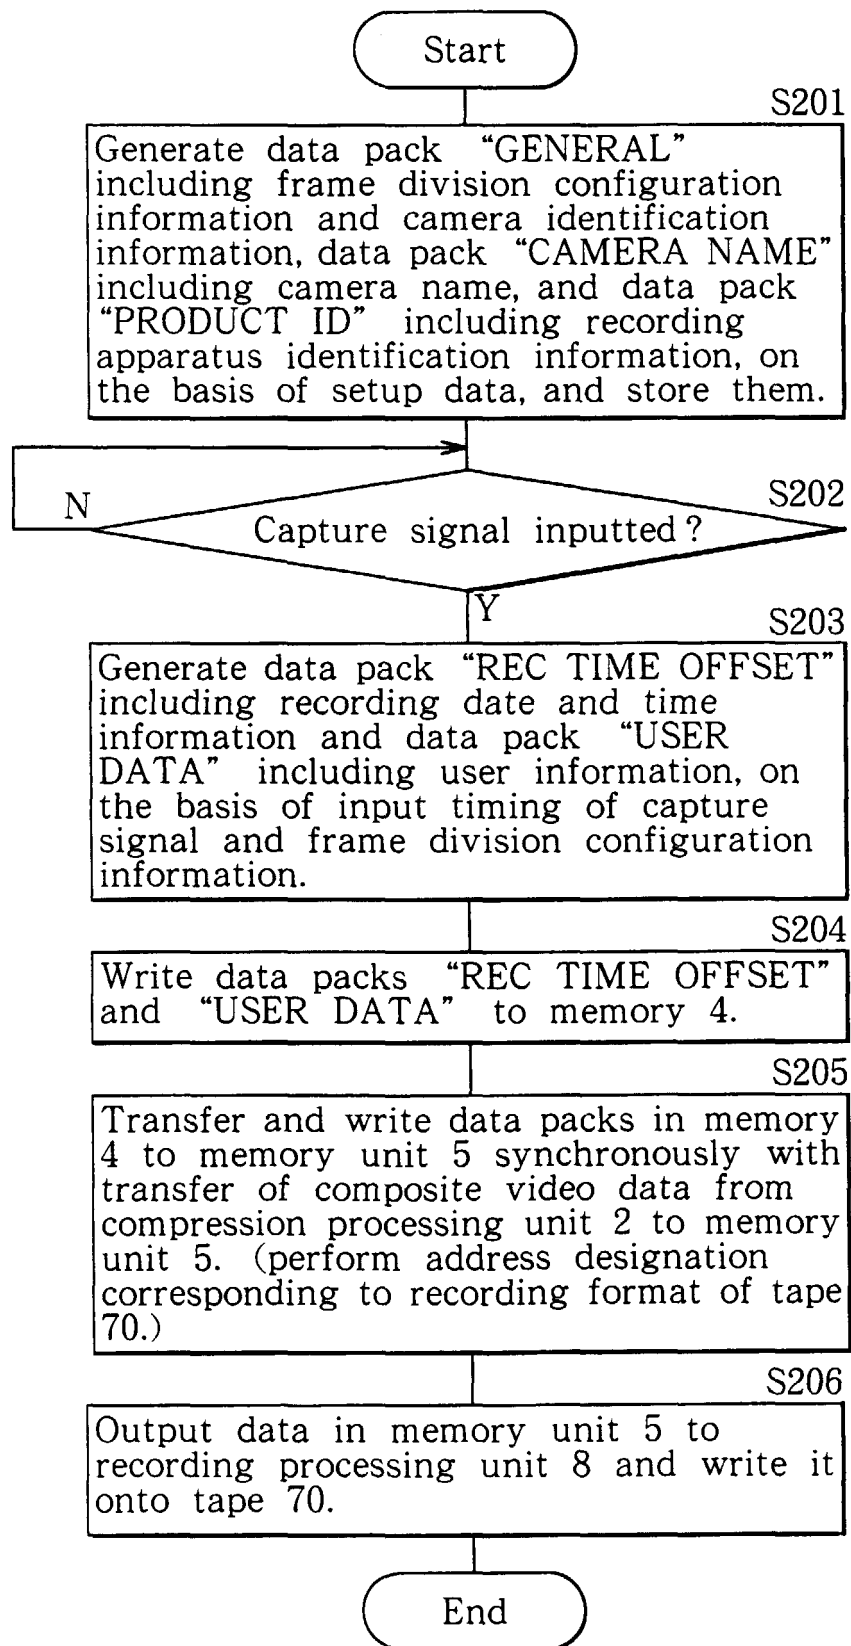 Start
S201
Generate data pack “GENERAL”
including frame division configuration
information and camera identification
information, data pack “CAMERA NAME”
including camera name, and data pack
“PRODUCT ID” including recording
apparatus identification information, on
the basis of setup data, and store them.
S202
N
Capture signal inputted?
Y
S203
Generate data pack “REC TIME OFFSET”
including recording date and time
information and data pack “USER
DATA” including user information, on
the basis of input timing of capture
signal and frame division configuration
information.
S204
Write data packs “REC TIME OFFSET”
and “USER DATA” to memory 4.
S205
Transfer and write data packs in memory
4 to memory unit 5 synchronously with
transfer of composite video data from
compression processing unit 2 to memory
unit 5. (perform address designation
corresponding to recording format of tape
70.)
S206
Output data in memory unit 5 to
recording processing unit 8 and write it
onto tape 70.
End